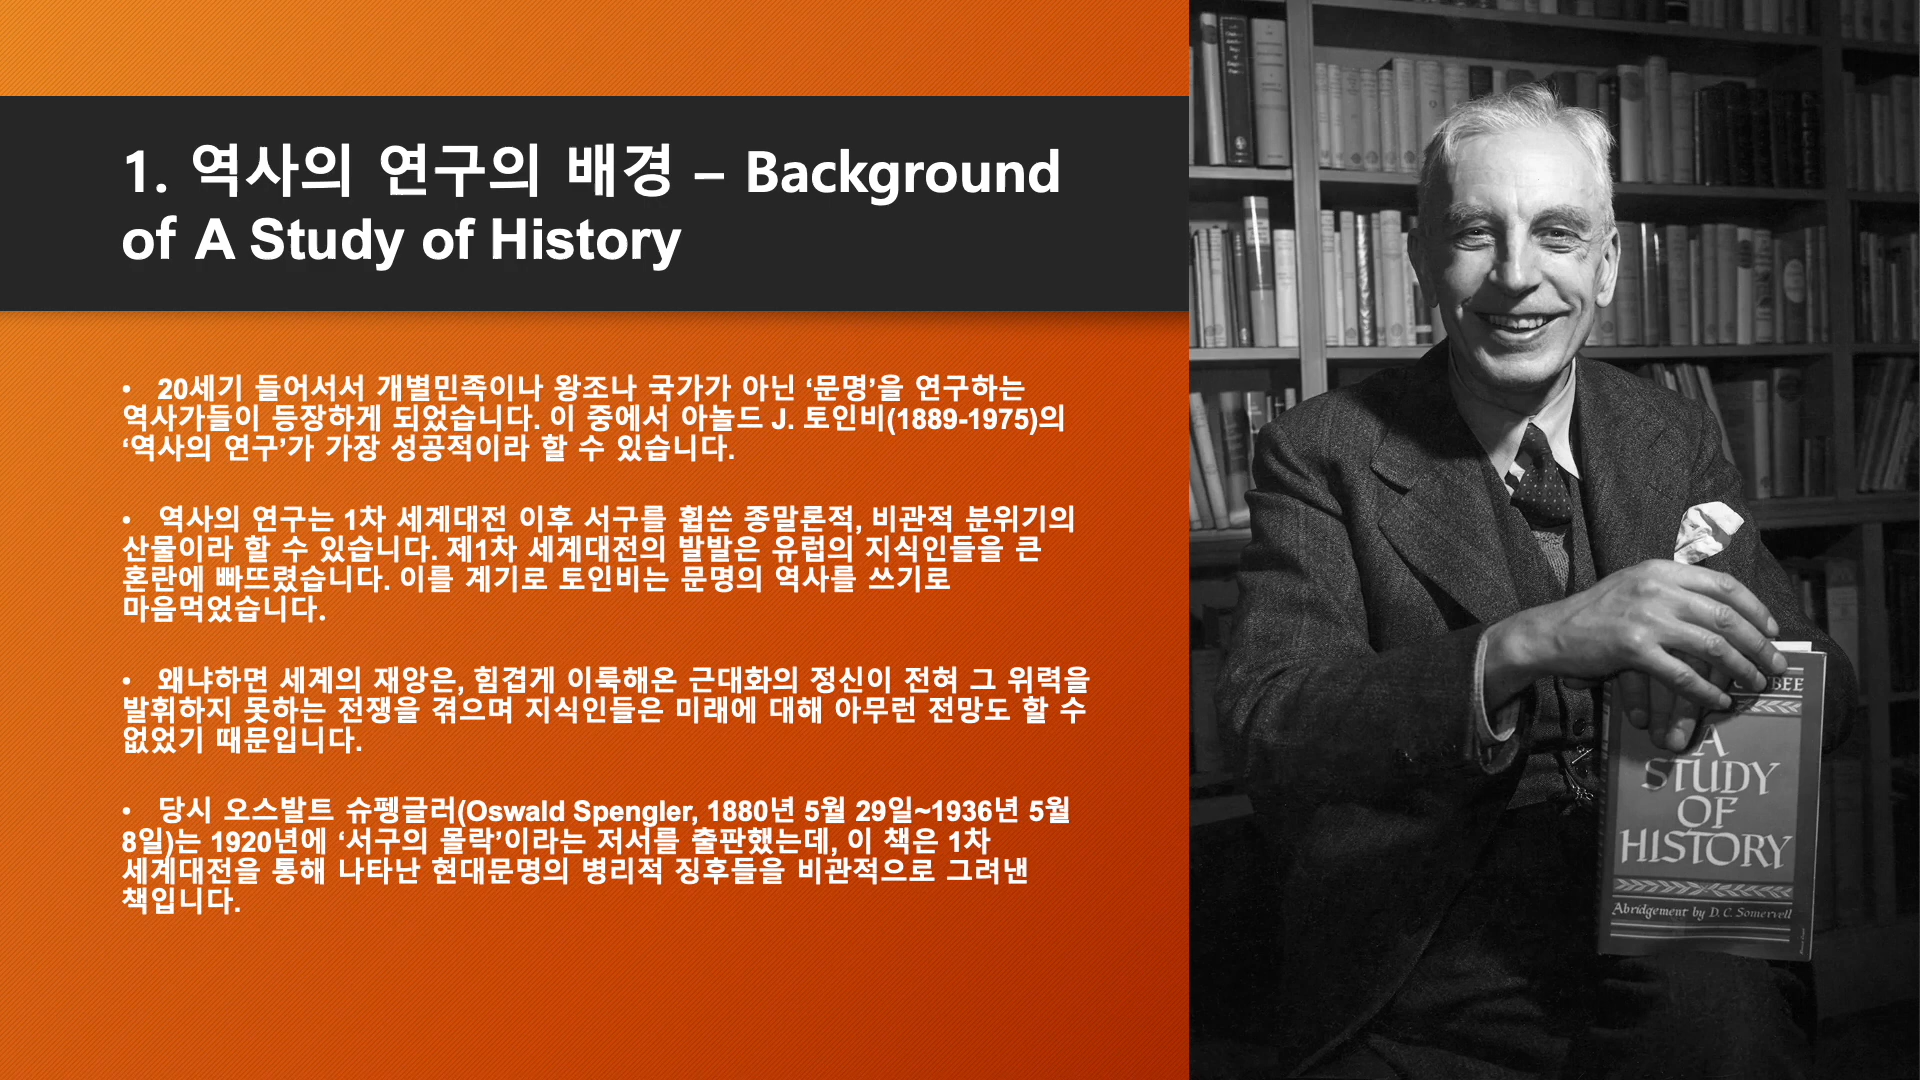 1. 역사의 연구의 배경 – Background
of A Study of History
• 20세기 들어서서 개별민족이나 왕조나 국가가 아닌 ‘문명’을 연구하는
역사가들이 등장하게 되었습니다. 이 중에서 아놀드 J. 토인비(1889-1975)의
‘역사의 연구’가 가장 성공적이라 할 수 있습니다.
• 역사의 연구는 1차 세계대전 이후 서구를 휩쓴 종말론적, 비관적 분위기의
산물이라 할 수 있습니다. 제1차 세계대전의 발발은 유럽의 지식인들을 큰
혼란에 빠뜨렸습니다. 이를 계기로 토인비는 문명의 역사를 쓰기로
마음먹었습니다.
• 왜냐하면 세계의 재앙은, 힘겹게 이룩해온 근대화의 정신이 전혀 그 위력을
발휘하지 못하는 전쟁을 겪으며 지식인들은 미래에 대해 아무런 전망도 할 수
없었기 때문입니다.
• 당시 오스발트 슈펭글러(Oswald Spengler, 1880년 5월 29일~1936년 5월
8일)는 1920년에 ‘서구의 몰락’이라는 저서를 출판했는데, 이 책은 1차
세계대전을 통해 나타난 현대문명의 병리적 징후들을 비관적으로 그려낸
책입니다.
A
STUDY
OF
HISTORY
Abridgement by D. C. Somervell